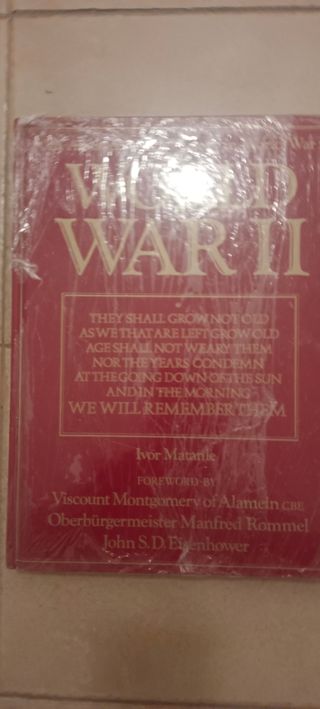 WORLD
WAR II
THEY SHALL GROW NOT OLD
AS WE THAT ARE LEFT GROW OLD
AGE SHALL NOT WEARY THEM
NOR THE YEARS CONDEMN
AT THE GOING DOWN OF THE SUN
AND IN THE MORNING
WE WILL REMEMBER THEM
Ivor Matanle
FOREWORD BY
Viscount Montgomery of Alamein CBE
Oberbürgermeister Manfred Rommel
John S.D. Eisenhower